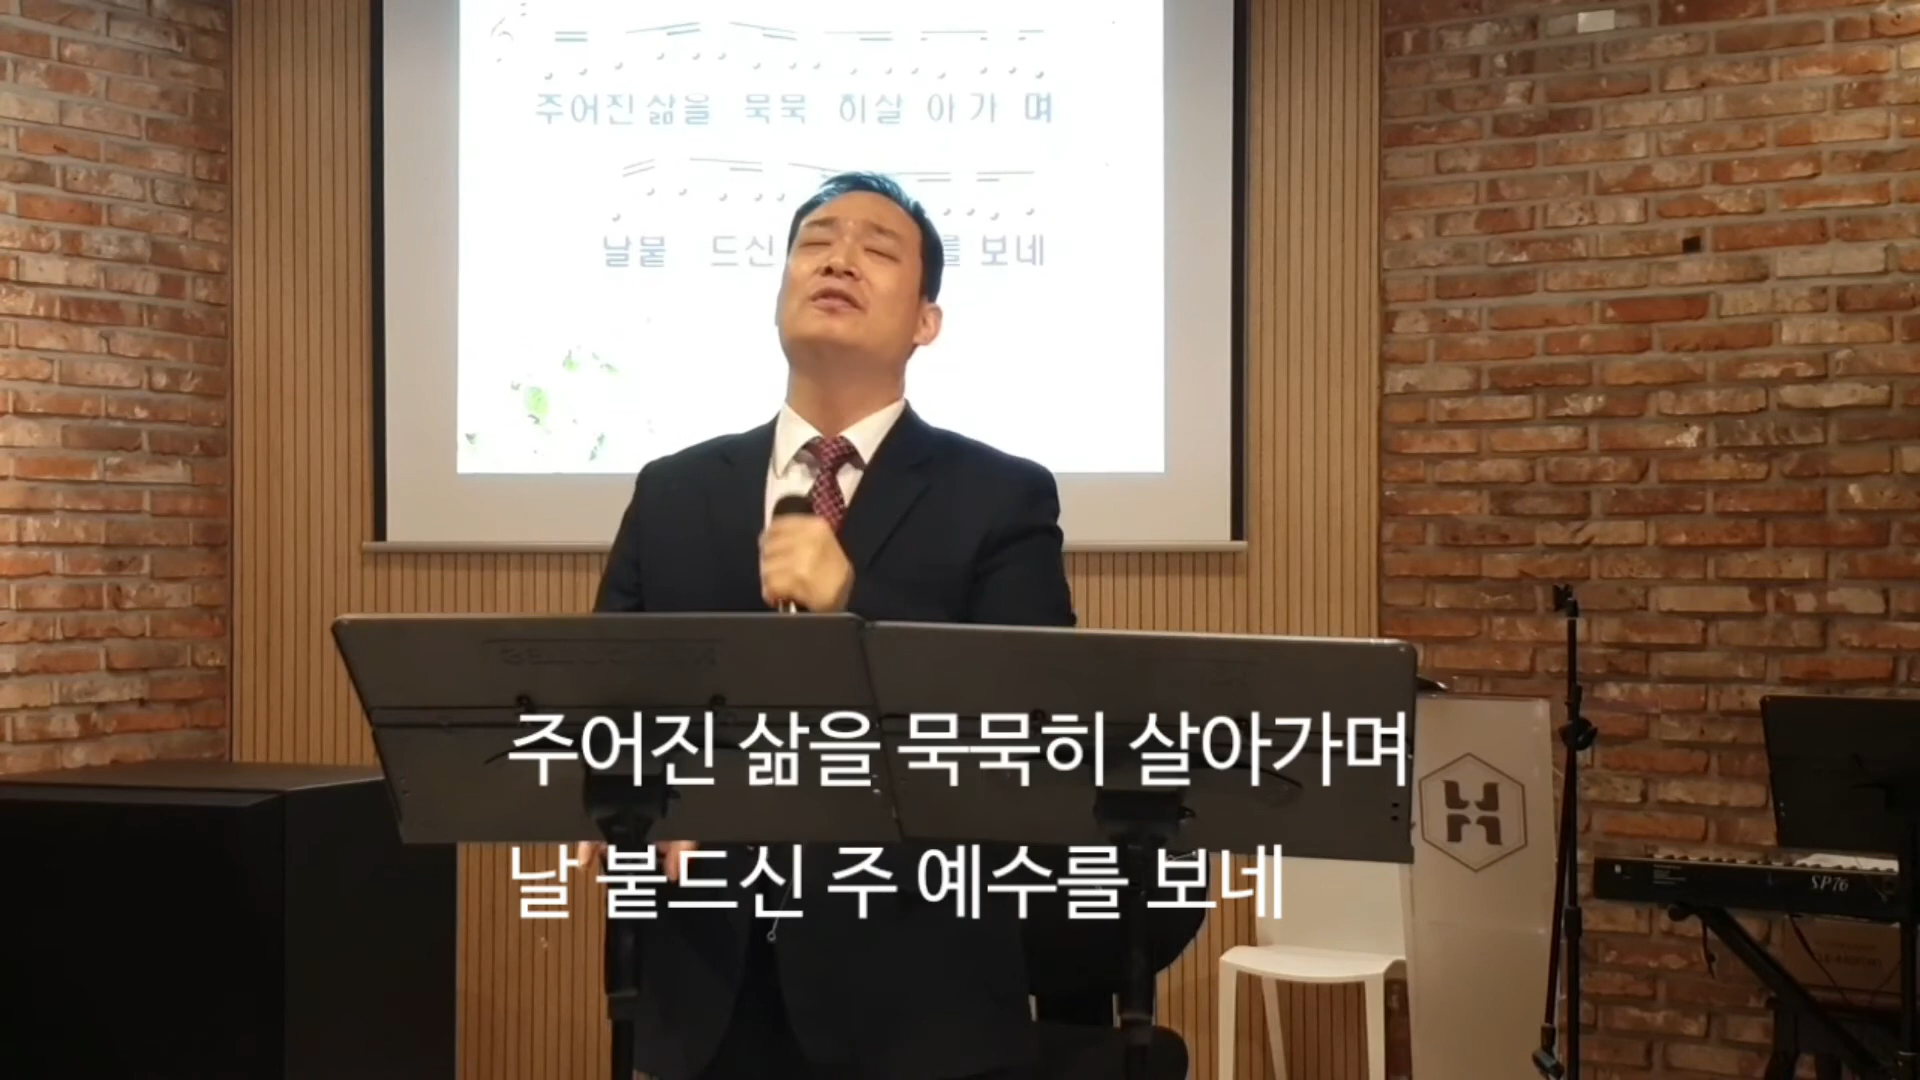 주어진삶을 묵묵 히살 아가 며
날붙 드신 를 보네
주어진 삶을 묵묵히 살아가며
날 붙드신 주 예수를 보네
SP76